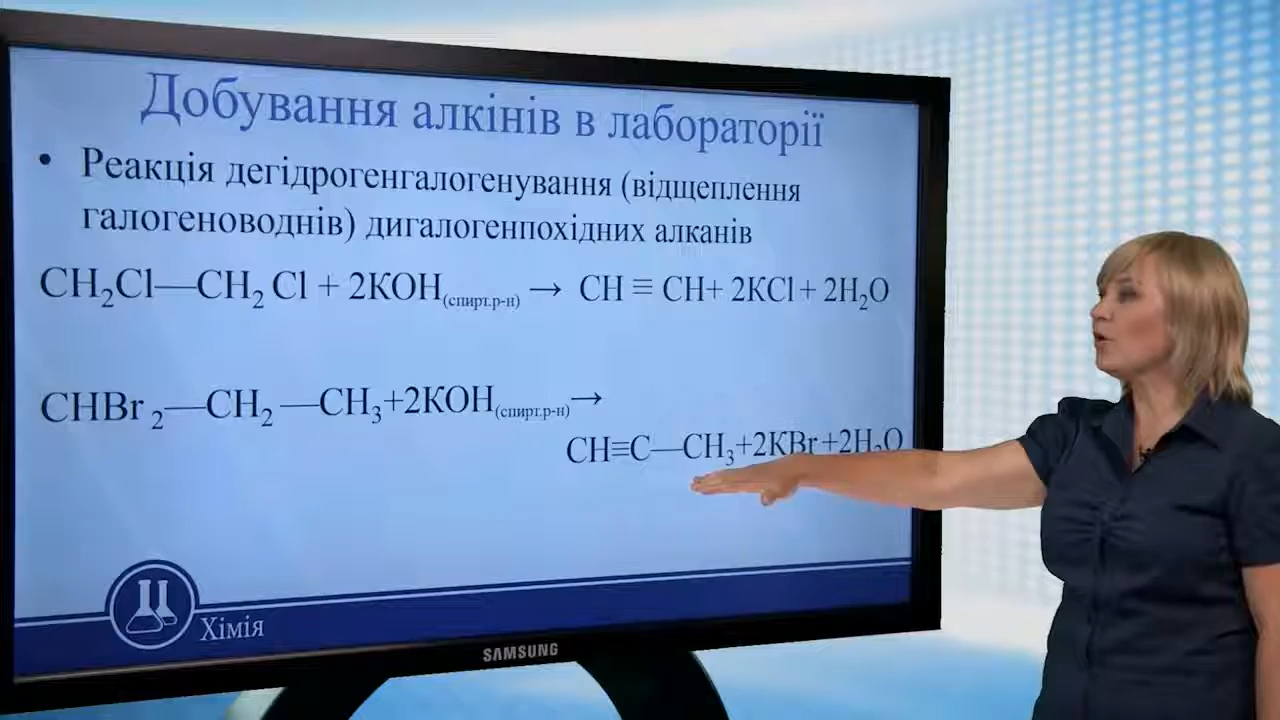 Добування алкінів в лабораторії
• Реакція дегідрогенгалогенування (відщеплення
галогеноводнів) дигалогенпохідних алканів
CH₂Cl—CH₂ Cl + 2KOH(спирт.р-н) → CH ≡ CH+ 2KCl + 2H₂O
CHBr ₂—CH₂ —CH₃+2KOH(спирт.р-н)→
CH≡C—CH₃+2KBr+2H₂O
Хімія
SAMSUNG